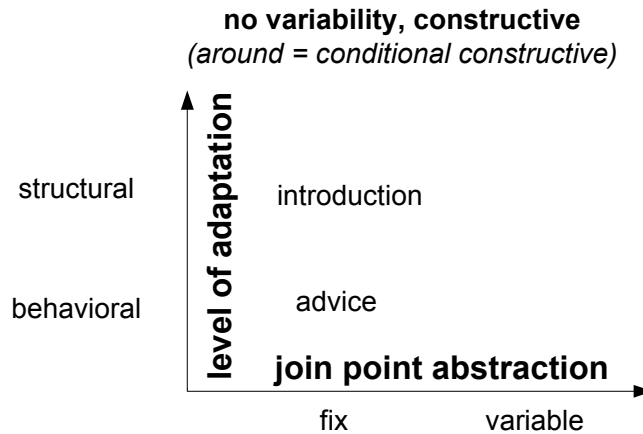 no variability, constructive
(around = conditional constructive)
level of adaptation
structural
introduction
behavioral
advice
join point abstraction
fix
variable